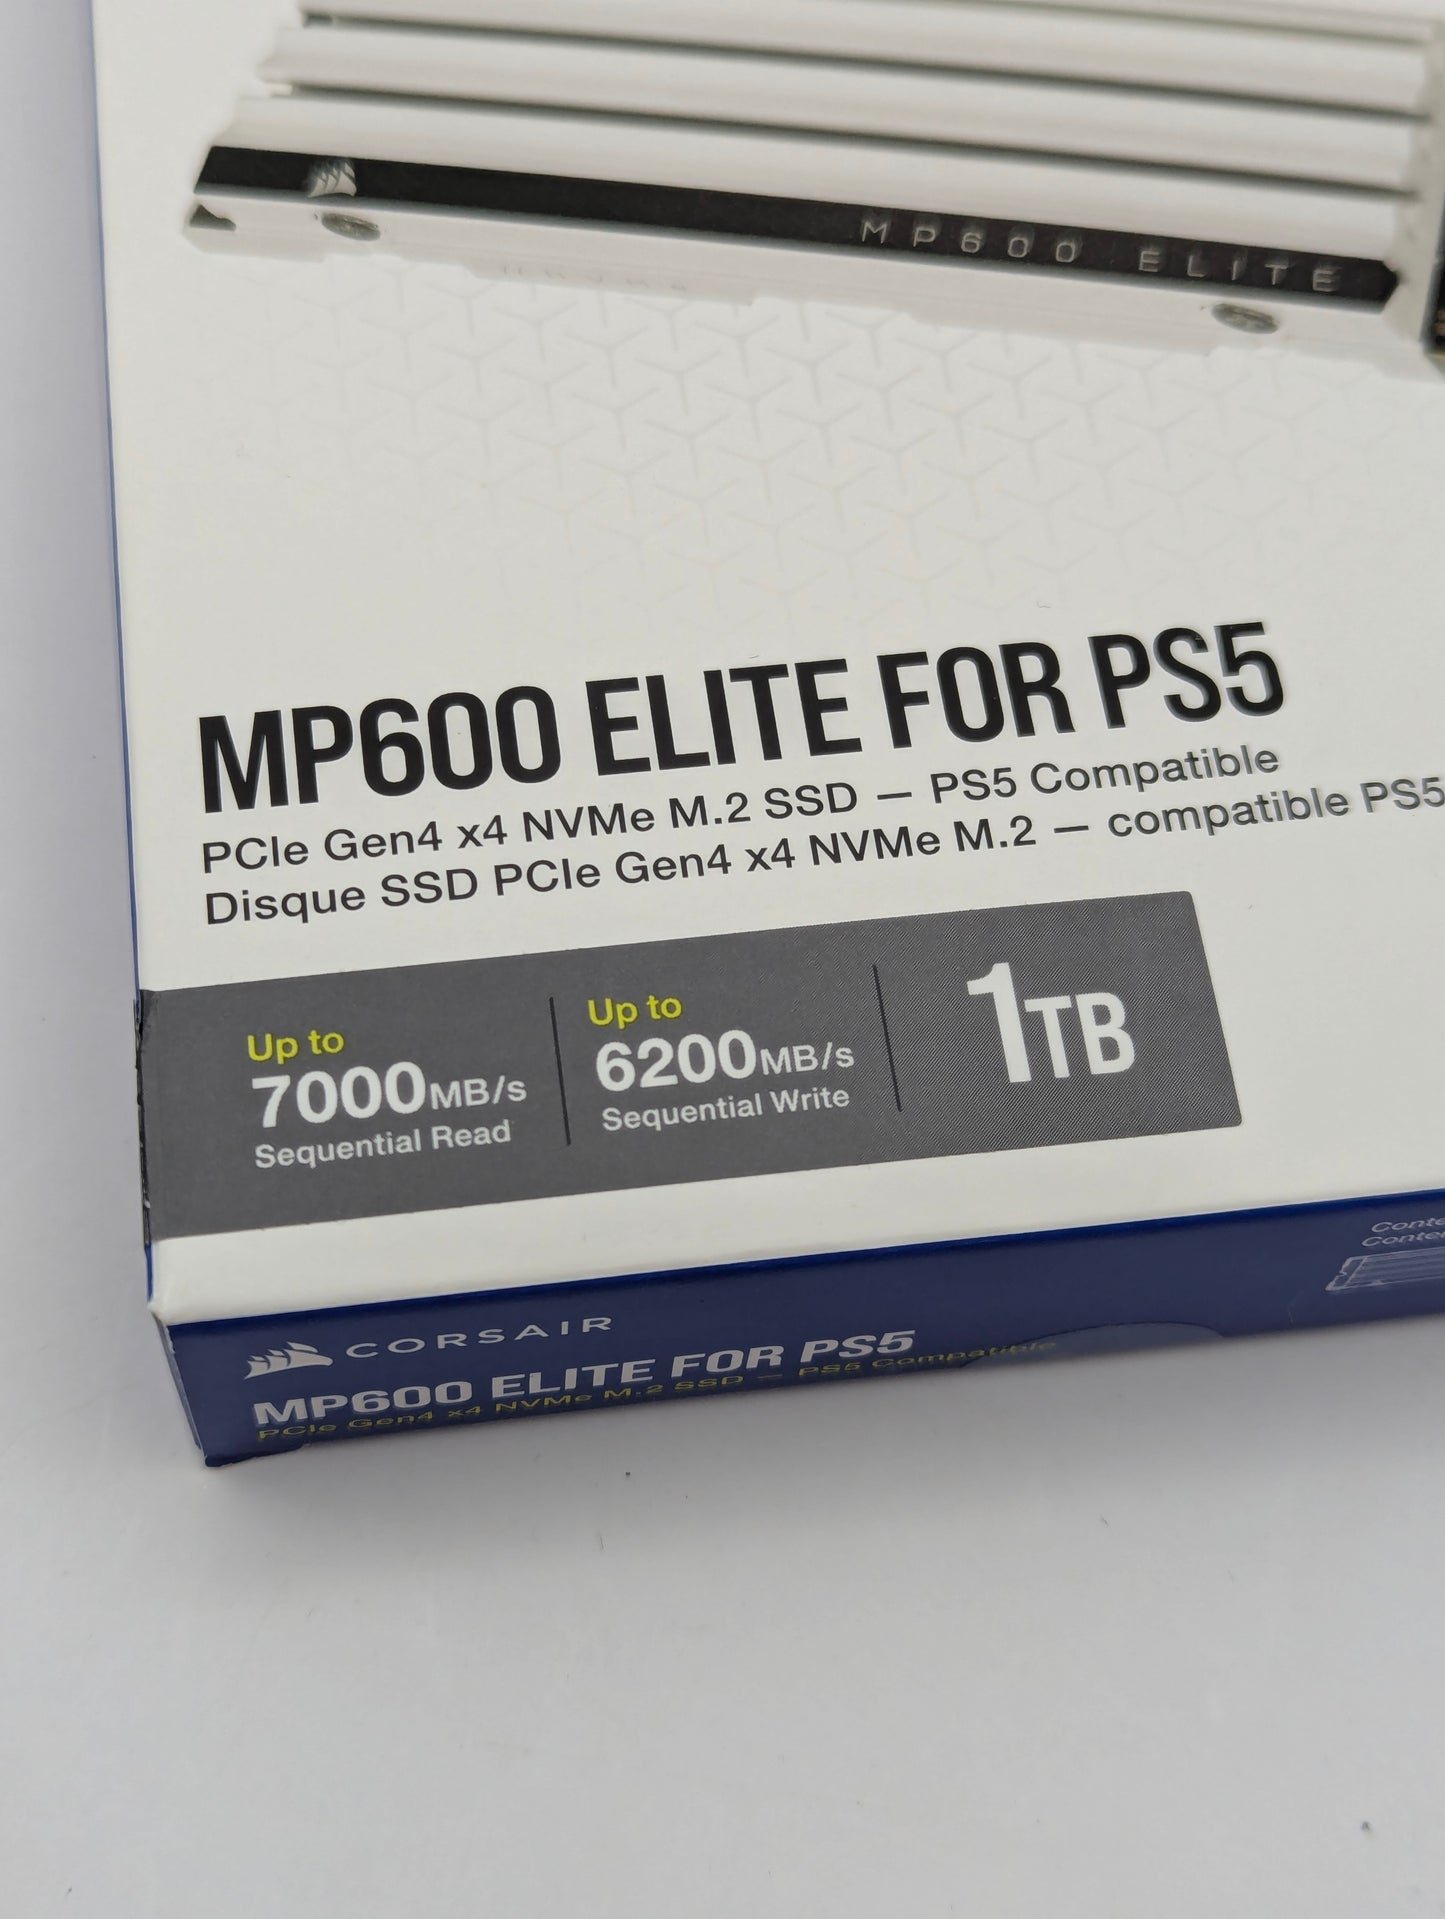 MP600 ELITE
MP600 ELITE FOR PS5
PCIe Gen4 x4 NVMe M.2 SSD — PS5 Compatible
Disque SSD PCIe Gen4 x4 NVMe M.2 — compatible PS5
Up to
7000MB/s
Sequential Read
Up to
6200MB/s
Sequential Write
1TB
CORSAIR
MP600 ELITE FOR PS5
PCIe Gen4 x4 NVMe M.2 SSD — PS5 Compatible